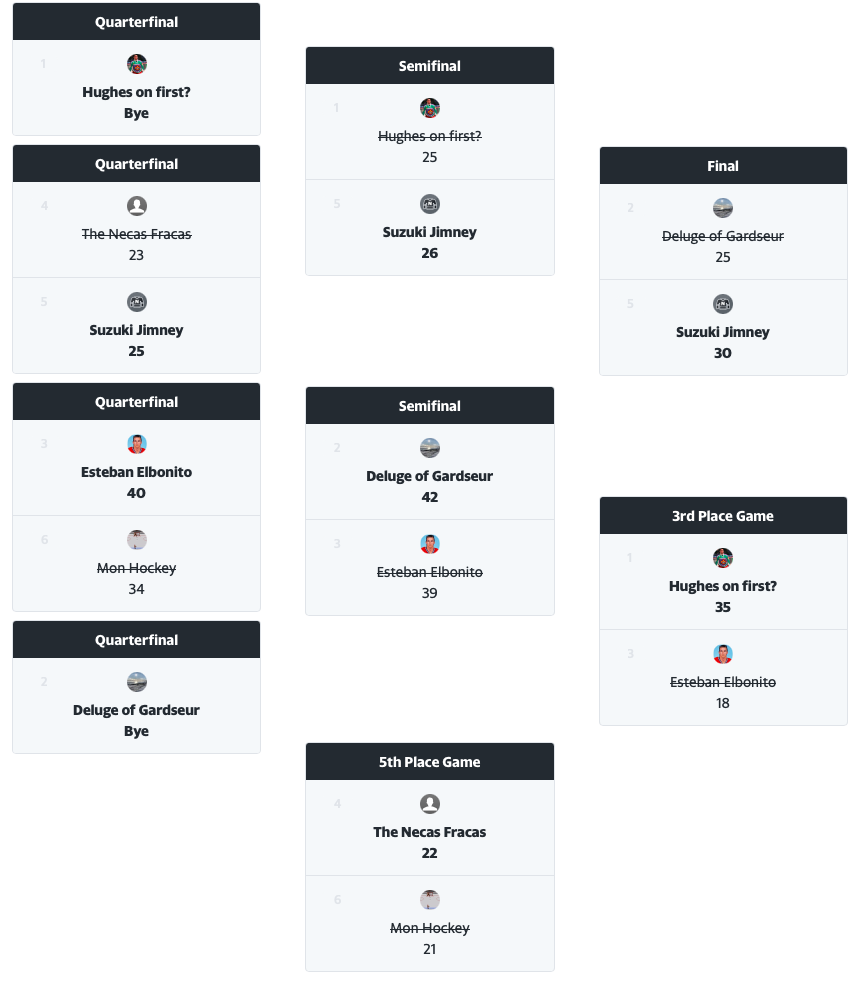 Quarterfinal
1
Hughes on first?
Bye
Quarterfinal
4
The Necas Fracas
23
5
Suzuki Jimney
25
Quarterfinal
3
Esteban Elbonito
40
6
Mon Hockey
34
Quarterfinal
2
Deluge of Gardseur
Bye
Semifinal
1
Hughes on first?
25
5
Suzuki Jimney
26
Semifinal
2
Deluge of Gardseur
42
3
Esteban Elbonito
39
5th Place Game
4
The Necas Fracas
22
6
Mon Hockey
21
Final
2
Deluge of Gardseur
25
5
Suzuki Jimney
30
3rd Place Game
1
Hughes on first?
35
3
Esteban Elbonito
18